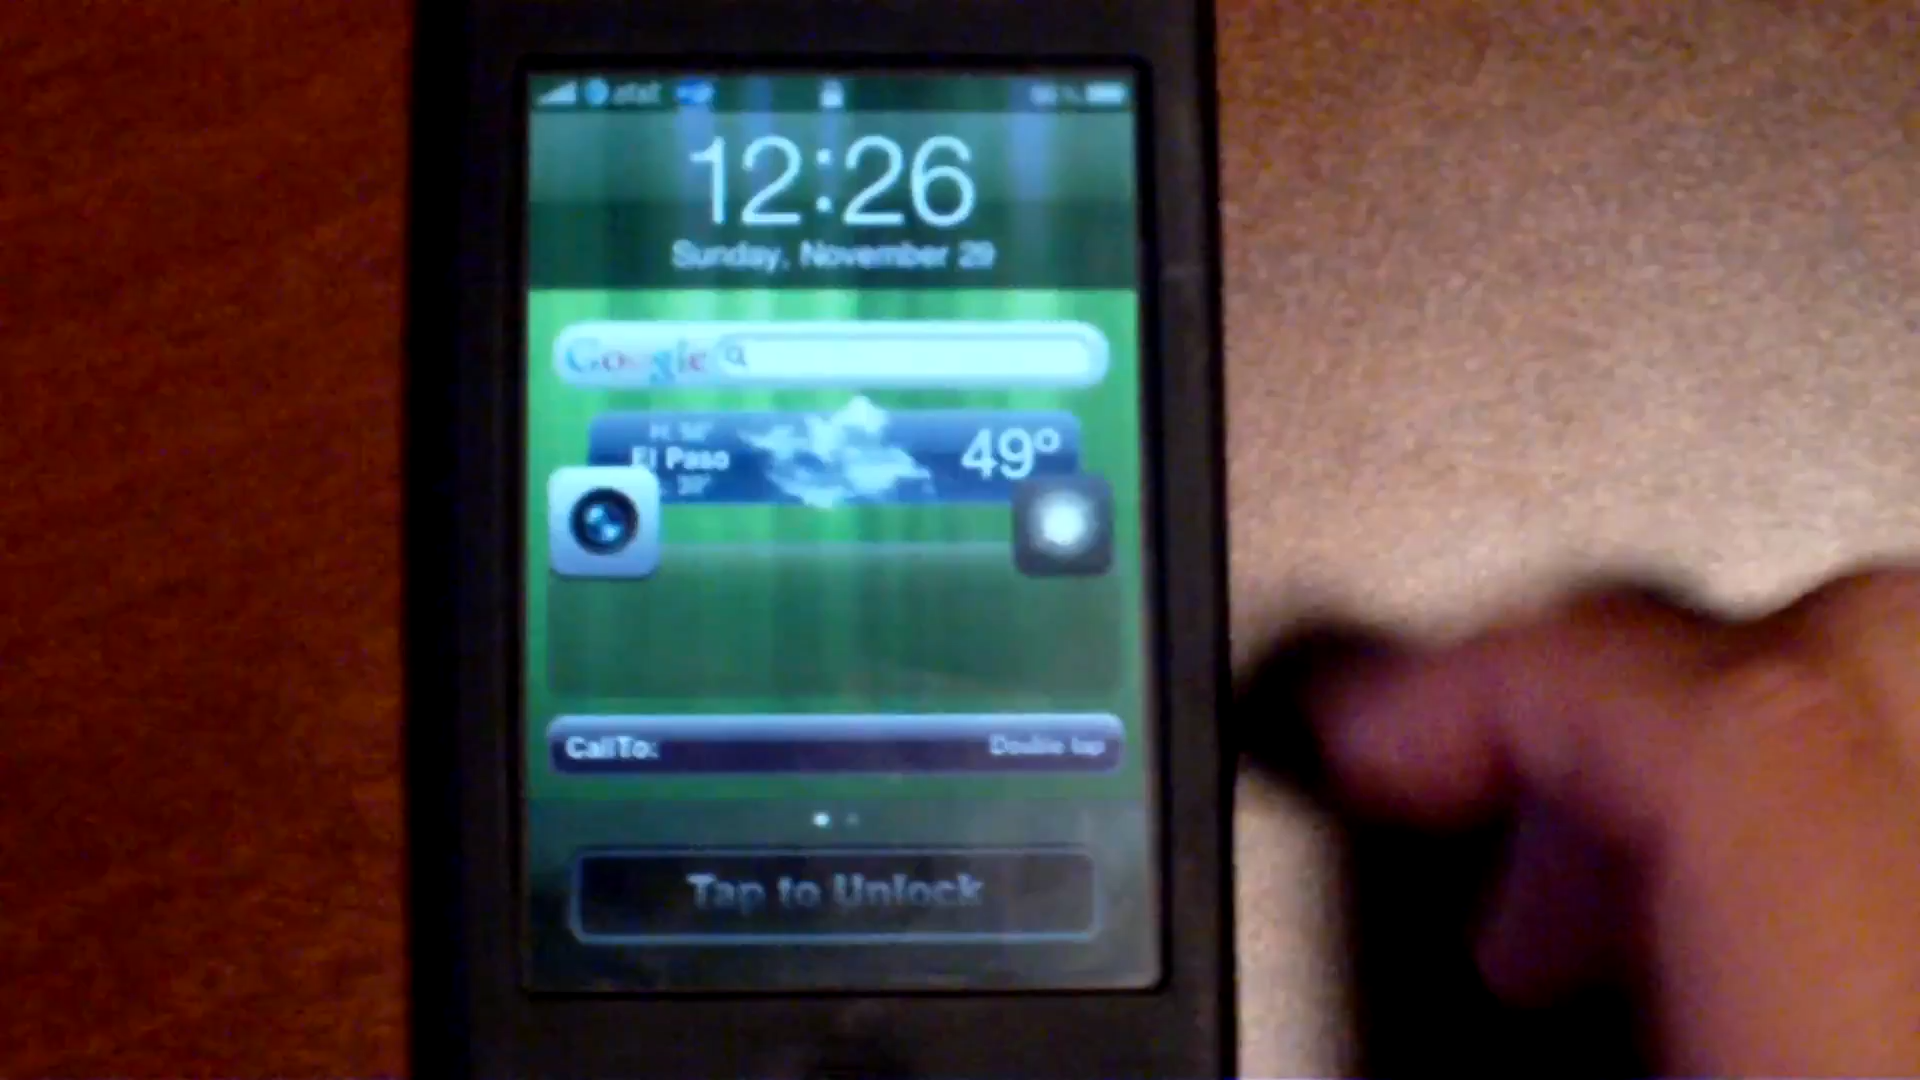 at&t
12:26
Sunday, November 29
Google
El Paso
49°
CallTo:
Double tap
Tap to Unlock